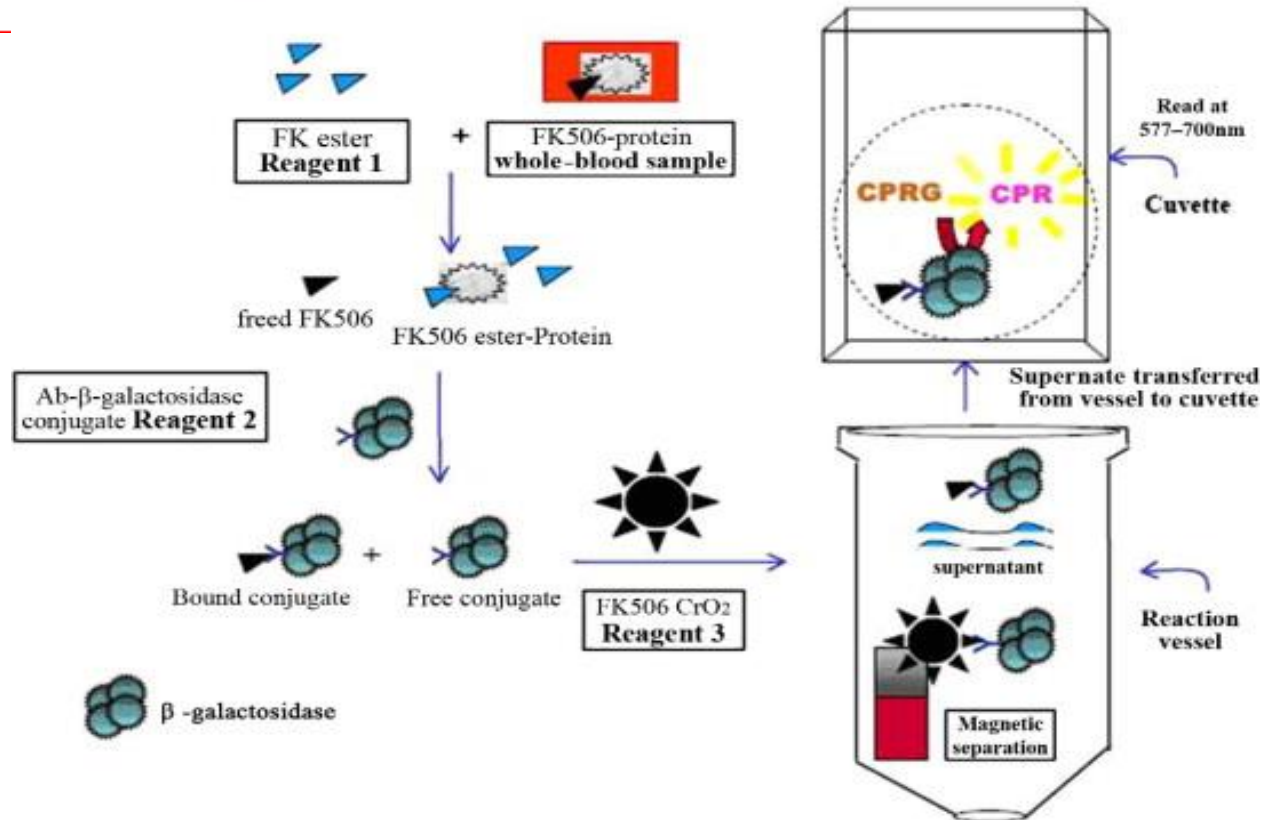 FK ester
Reagent 1
+
FK506-protein
whole-blood sample
freed FK506
FK506 ester-Protein
Ab-β-galactosidase
conjugate Reagent 2
Bound conjugate
+
Free conjugate
FK506 CrO₂
Reagent 3
β -galactosidase
Read at
577–700nm
Cuvette
CPRG
CPR
Supernate transferred
from vessel to cuvette
supernatant
Reaction
vessel
Magnetic
separation